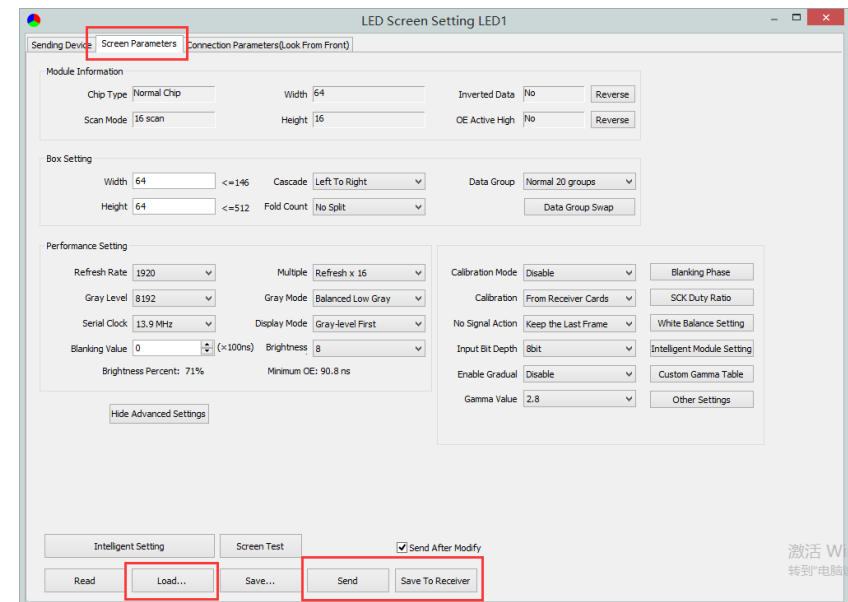 LED Screen Setting LED1
Sending Device Screen Parameters Connection Parameters(Look From Front)
Module Information
Chip Type Normal Chip Width 64 Inverted Data No Reverse
Scan Mode 16 scan Height 16 OE Active High No Reverse
Box Setting
Width 64 <=146 Cascade Left To Right Data Group Normal 20 groups
Height 64 <=512 Fold Count No Split Data Group Swap
Performance Setting
Refresh Rate 1920 Multiple Refresh x 16 Calibration Mode Disable Blanking Phase
Gray Level 8192 Gray Mode Balanced Low Gray Calibration From Receiver Cards SCK Duty Ratio
Serial Clock 13.9 MHz Display Mode Gray-level First No Signal Action Keep the Last Frame White Balance Setting
Blanking Value 0 (×100ns) Brightness 8 Input Bit Depth 8bit Intelligent Module Setting
Brightness Percent: 71% Minimum OE: 90.8 ns Enable Gradual Disable Custom Gamma Table
Gamma Value 2.8 Other Settings
Hide Advanced Settings
Intelligent Setting Screen Test Send After Modify
激活 Wi
Read Load... Save... Send Save To Receiver
转到"电脑